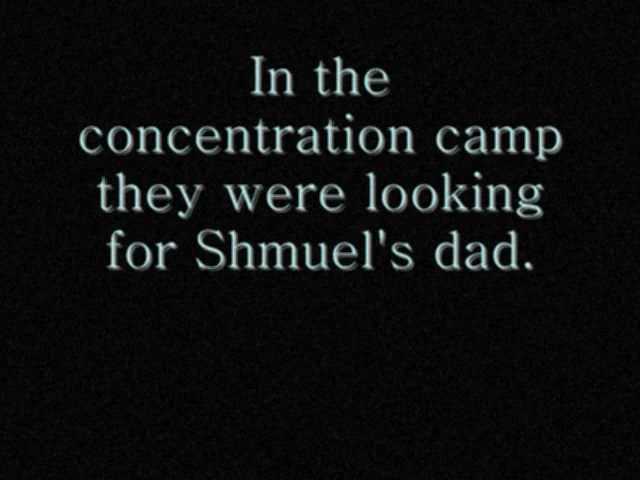 In the
concentration camp
they were looking
for Shmuel's dad.